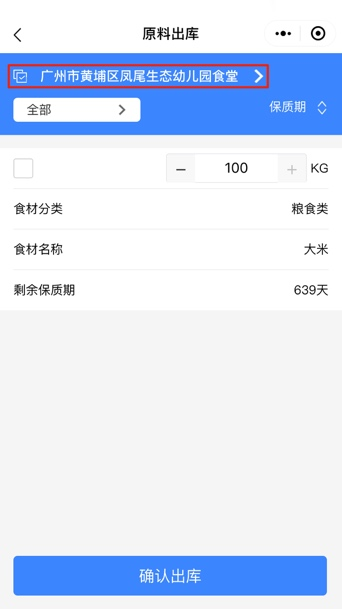 原料出库
广州市黄埔区凤尾生态幼儿园食堂
全部
保质期
100 KG
食材分类 粮食类
食材名称 大米
剩余保质期 639天
确认出库